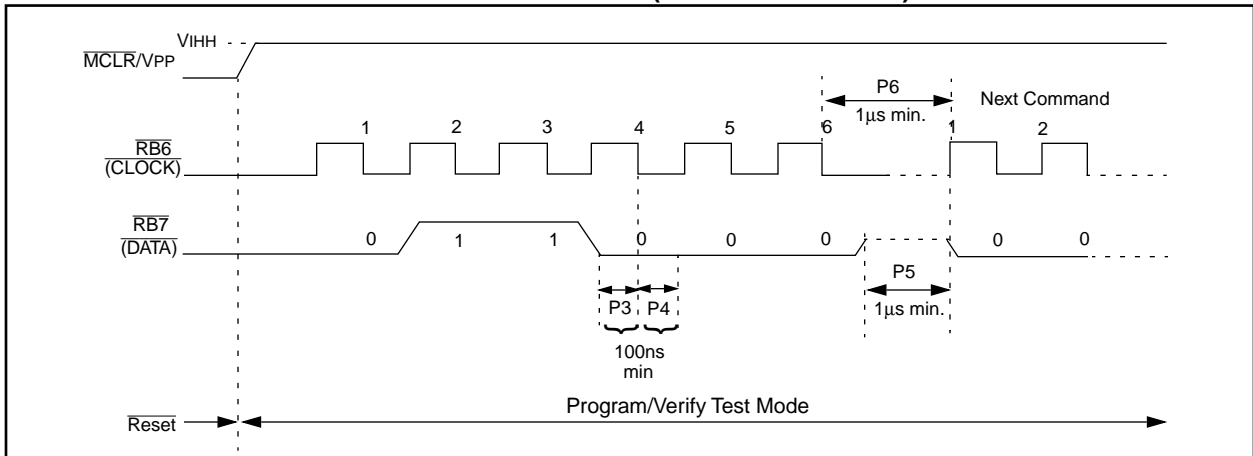 VIHH
MCLR/VPP
P6
1µs min.
Next Command
1 2 3 4 5 6 1 2
RB6
(CLOCK)
RB7
(DATA)
0 1 1 0 0 0 0 0
P5
1µs min.
P3 P4
100ns
min
Program/Verify Test Mode
Reset